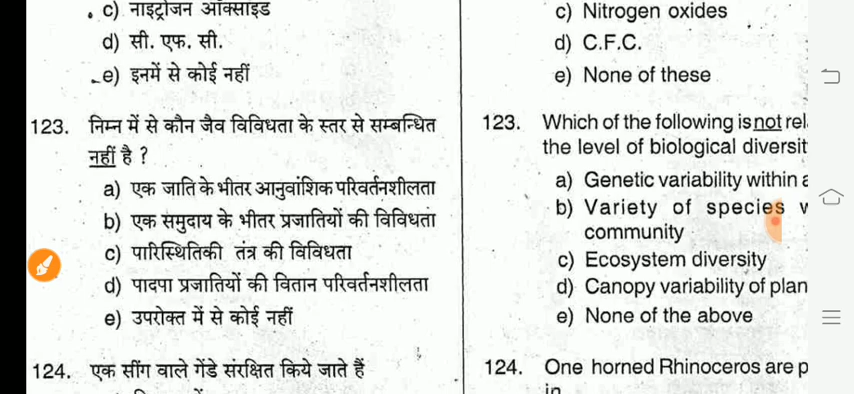 c) नाइट्रोजन ऑक्साइड
d) सी. एफ. सी.
e) इनमें से कोई नहीं
123. निम्न में से कौन जैव विविधता के स्तर से सम्बन्धित
नहीं है ?
a) एक जाति के भीतर आनुवांशिक परिवर्तनशीलता
b) एक समुदाय के भीतर प्रजातियों की विविधता
c) पारिस्थितिकी तंत्र की विविधता
d) पादपा प्रजातियों की वितान परिवर्तनशीलता
e) उपरोक्त में से कोई नहीं
124. एक सींग वाले गेंडे संरक्षित किये जाते हैं
c) Nitrogen oxides
d) C.F.C.
e) None of these
123. Which of the following is not rel
the level of biological diversit
a) Genetic variability within
b) Variety of species
community
c) Ecosystem diversity
d) Canopy variability of plan
e) None of the above
124. One horned Rhinoceros are p
in